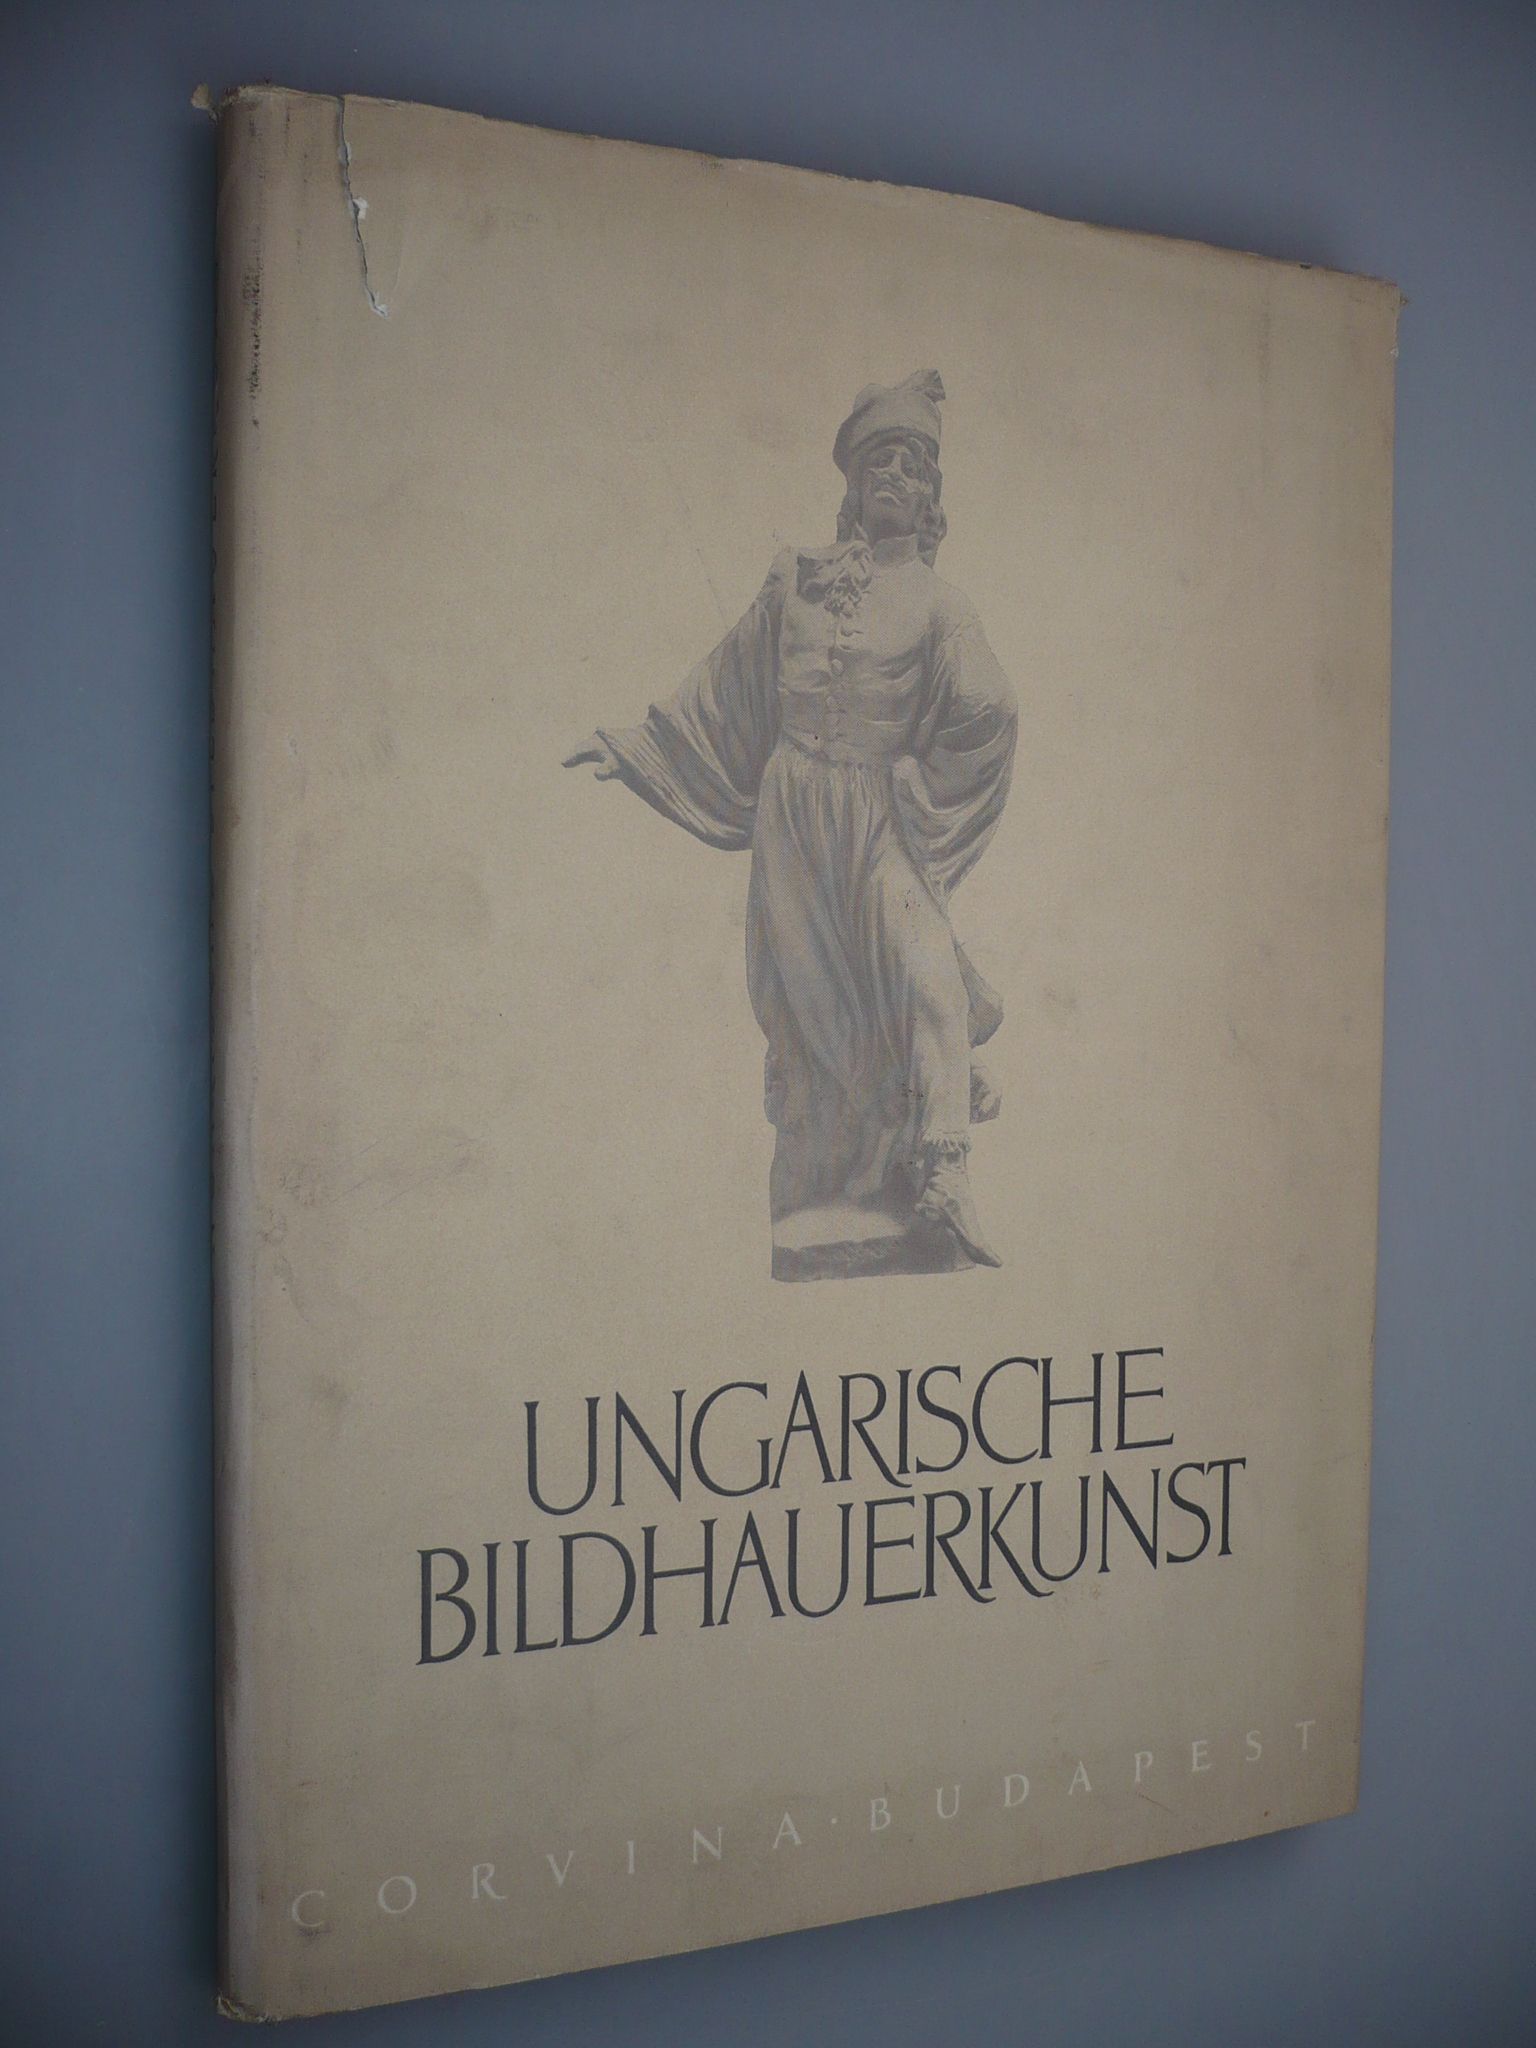 UNGARISCHE
BILDHAUERKUNST
CORVINA · BUDAPEST